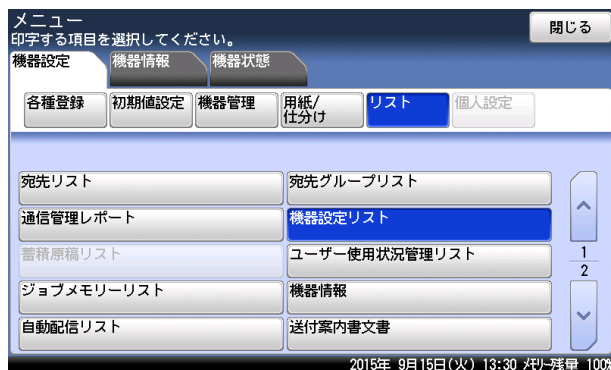 メニュー
印字する項目を選択してください。
閉じる
機器設定
機器情報
機器状態
各種登録
初期値設定
機器管理
用紙/
仕分け
リスト
個人設定
宛先リスト
宛先グループリスト
通信管理レポート
機器設定リスト
蓄積原稿リスト
ユーザー使用状況管理リスト
ジョブメモリーリスト
機器情報
自動配信リスト
送付案内書文書
1
2
2015年 9月15日(火) 13:30 メモリー残量 100%